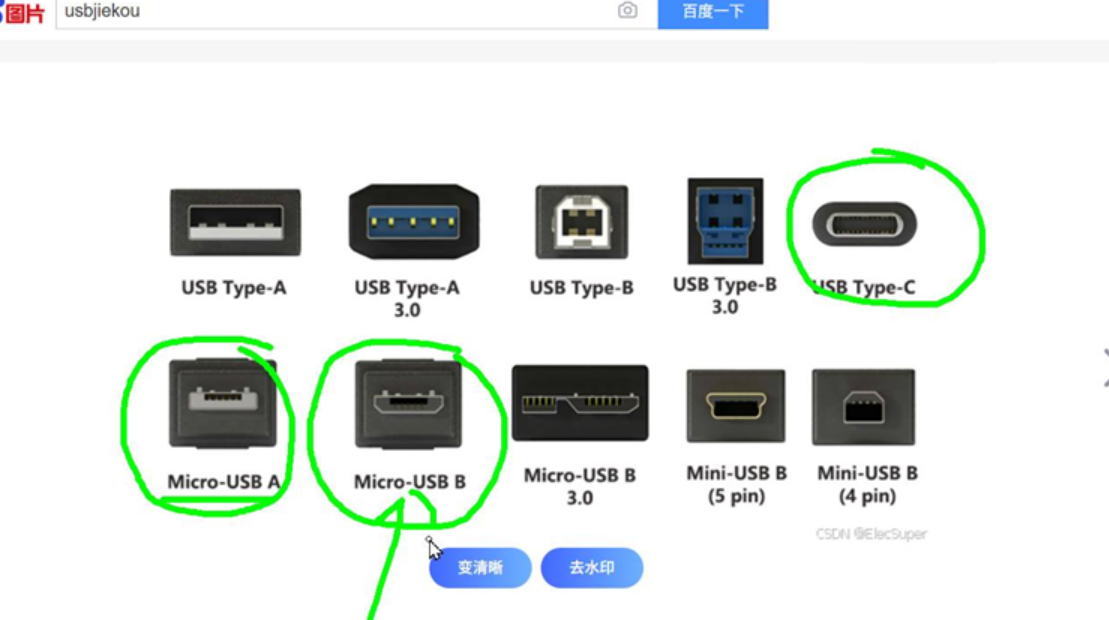 图片
usbjiekou
百度一下
USB Type-A
USB Type-A
3.0
USB Type-B
USB Type-B
3.0
USB Type-C
Micro-USB A
Micro-USB B
Micro-USB B
3.0
Mini-USB B
(5 pin)
Mini-USB B
(4 pin)
CSDN @ElecSuper
变清晰
去水印